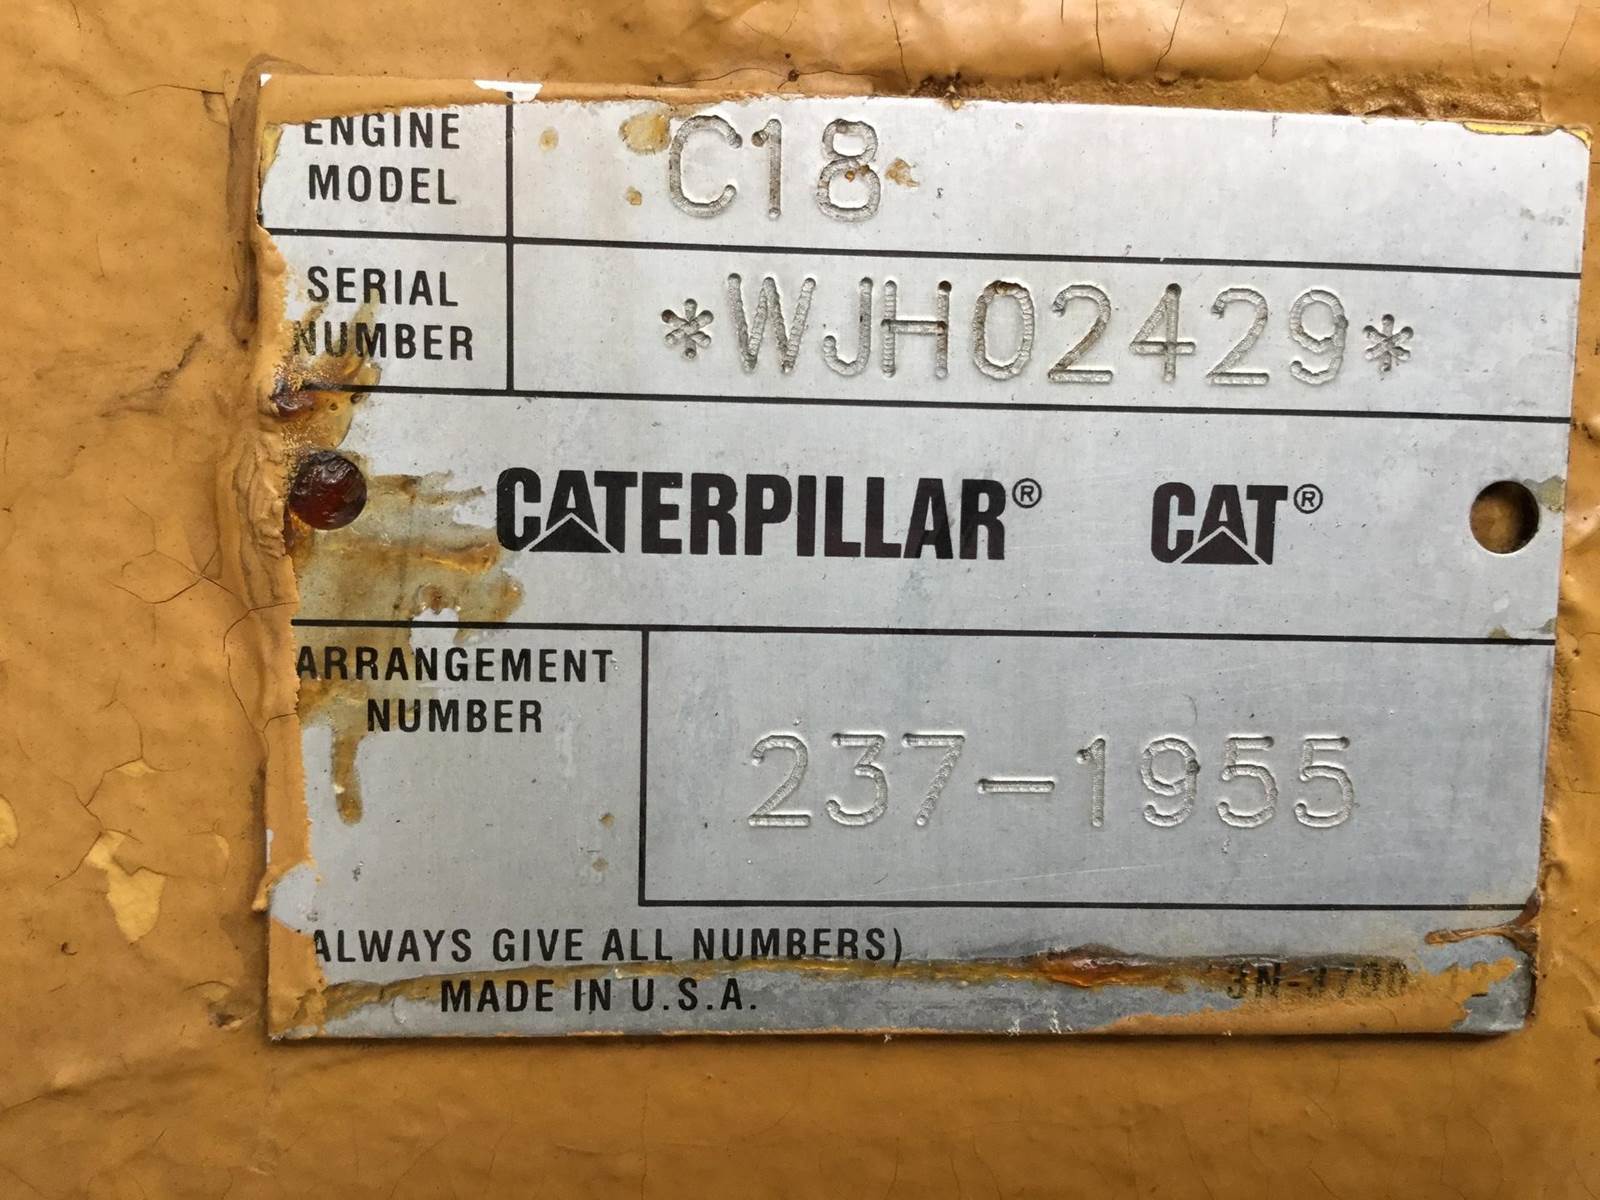 ENGINE
MODEL
C18
SERIAL
NUMBER
*WJH02429*
CATERPILLAR® CAT®
ARRANGEMENT
NUMBER
237-1955
ALWAYS GIVE ALL NUMBERS)
MADE IN U.S.A.